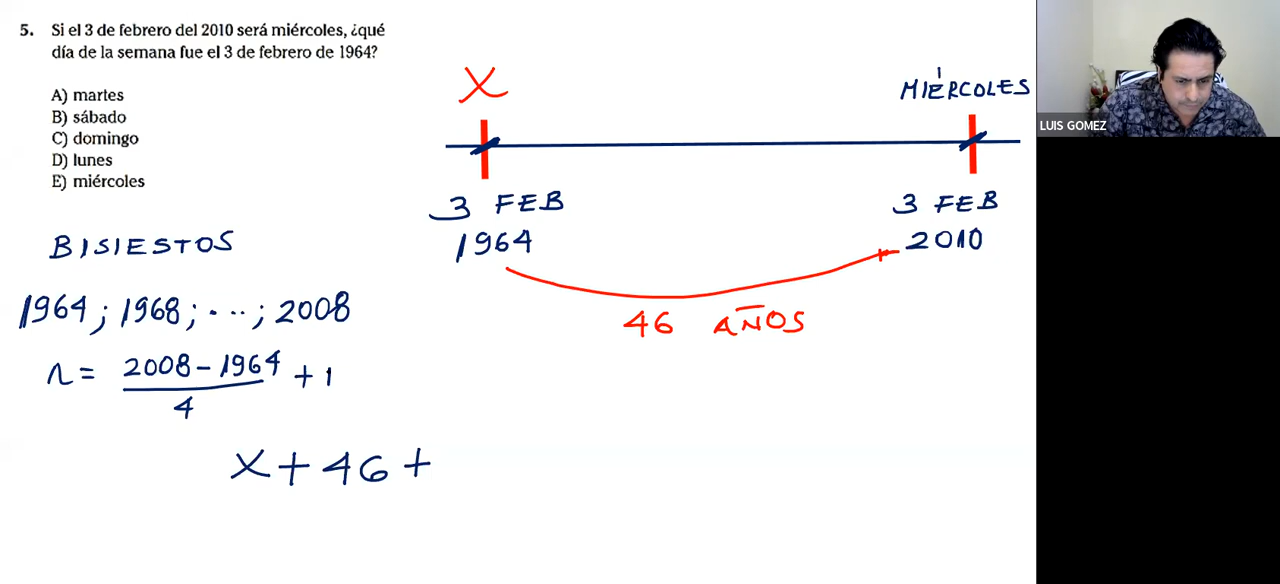 5. Si el 3 de febrero del 2010 será miércoles, ¿qué
día de la semana fue el 3 de febrero de 1964?
A) martes
B) sábado
C) domingo
D) lunes
E) miércoles
X
MIÉRCOLES
3 FEB
1964
3 FEB
2010
46 AÑOS
BISIESTOS
1964; 1968; ...; 2008
n = 2008 - 1964 / 4 + 1
X + 46 +
LUIS GOMEZ